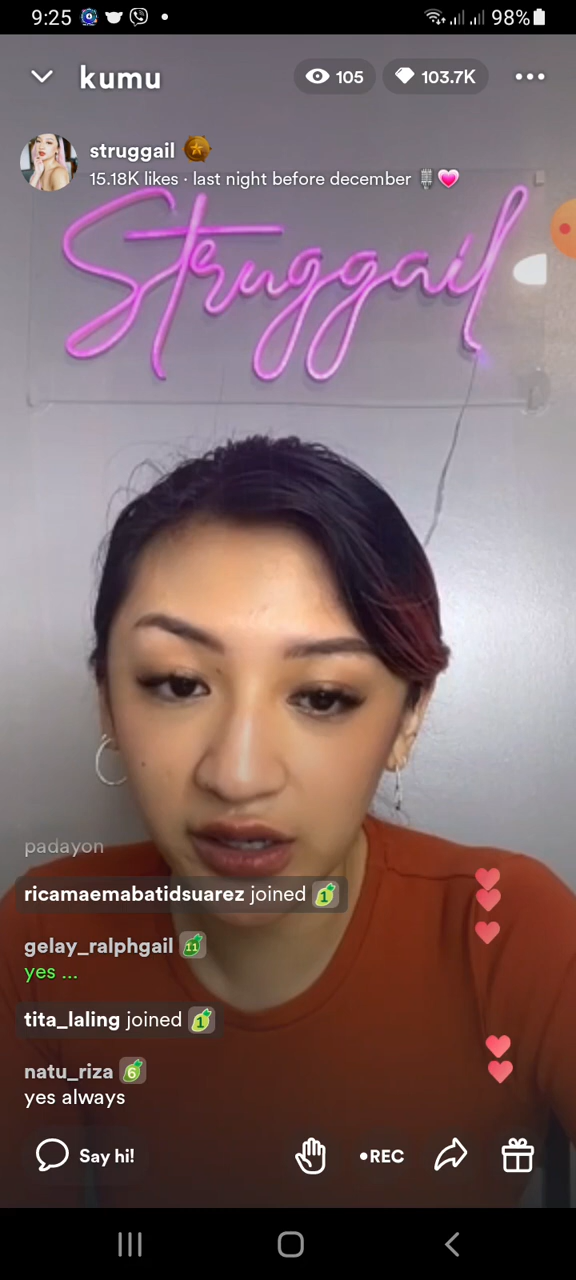 9:25
98%
kumu
105
103.7K
struggail
15.18K likes · last night before december
Struggail
padayon
ricamaemabatidsuarez joined 1
gelay_ralphgail 11
yes ...
tita_laling joined 1
natu_riza 6
yes always
Say hi!
•REC